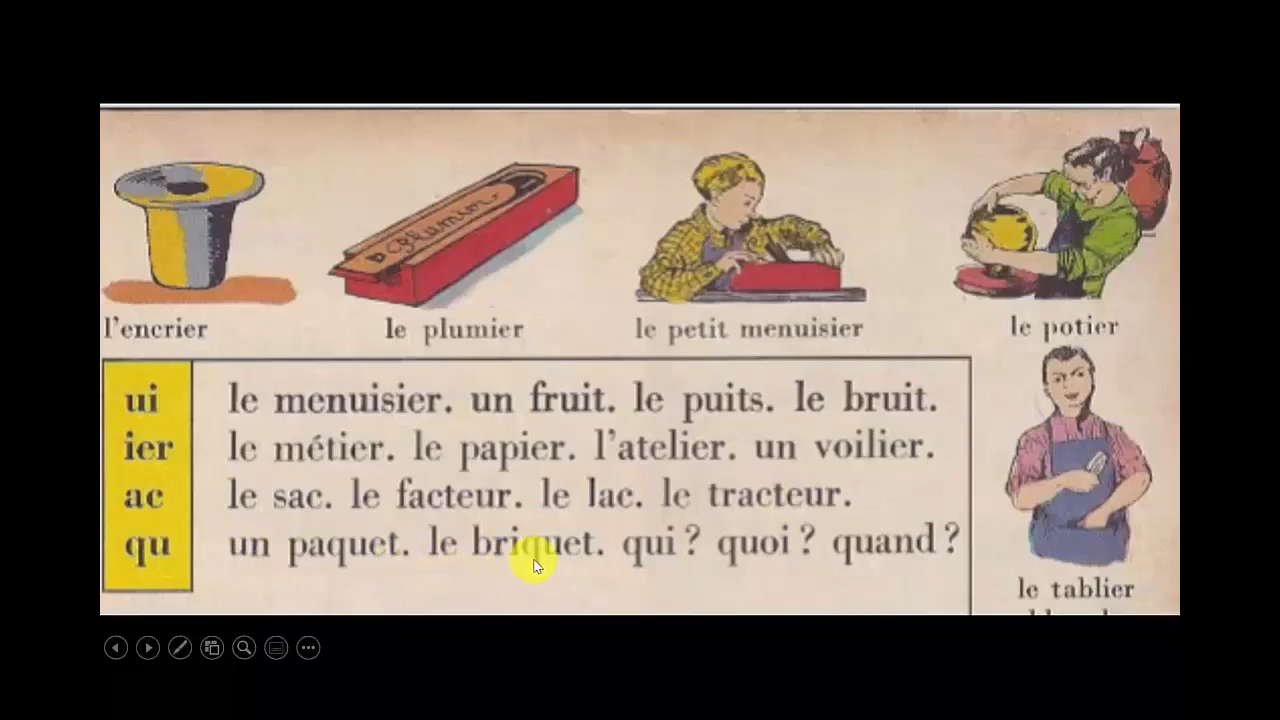 Plumier
l'encrier
le plumier
le petit menuisier
le potier
ui le menuisier. un fruit. le puits. le bruit.
ier le métier. le papier. l'atelier. un voilier.
ac le sac. le facteur. le lac. le tracteur.
qu un paquet. le briquet. qui ? quoi ? quand ?
le tablier